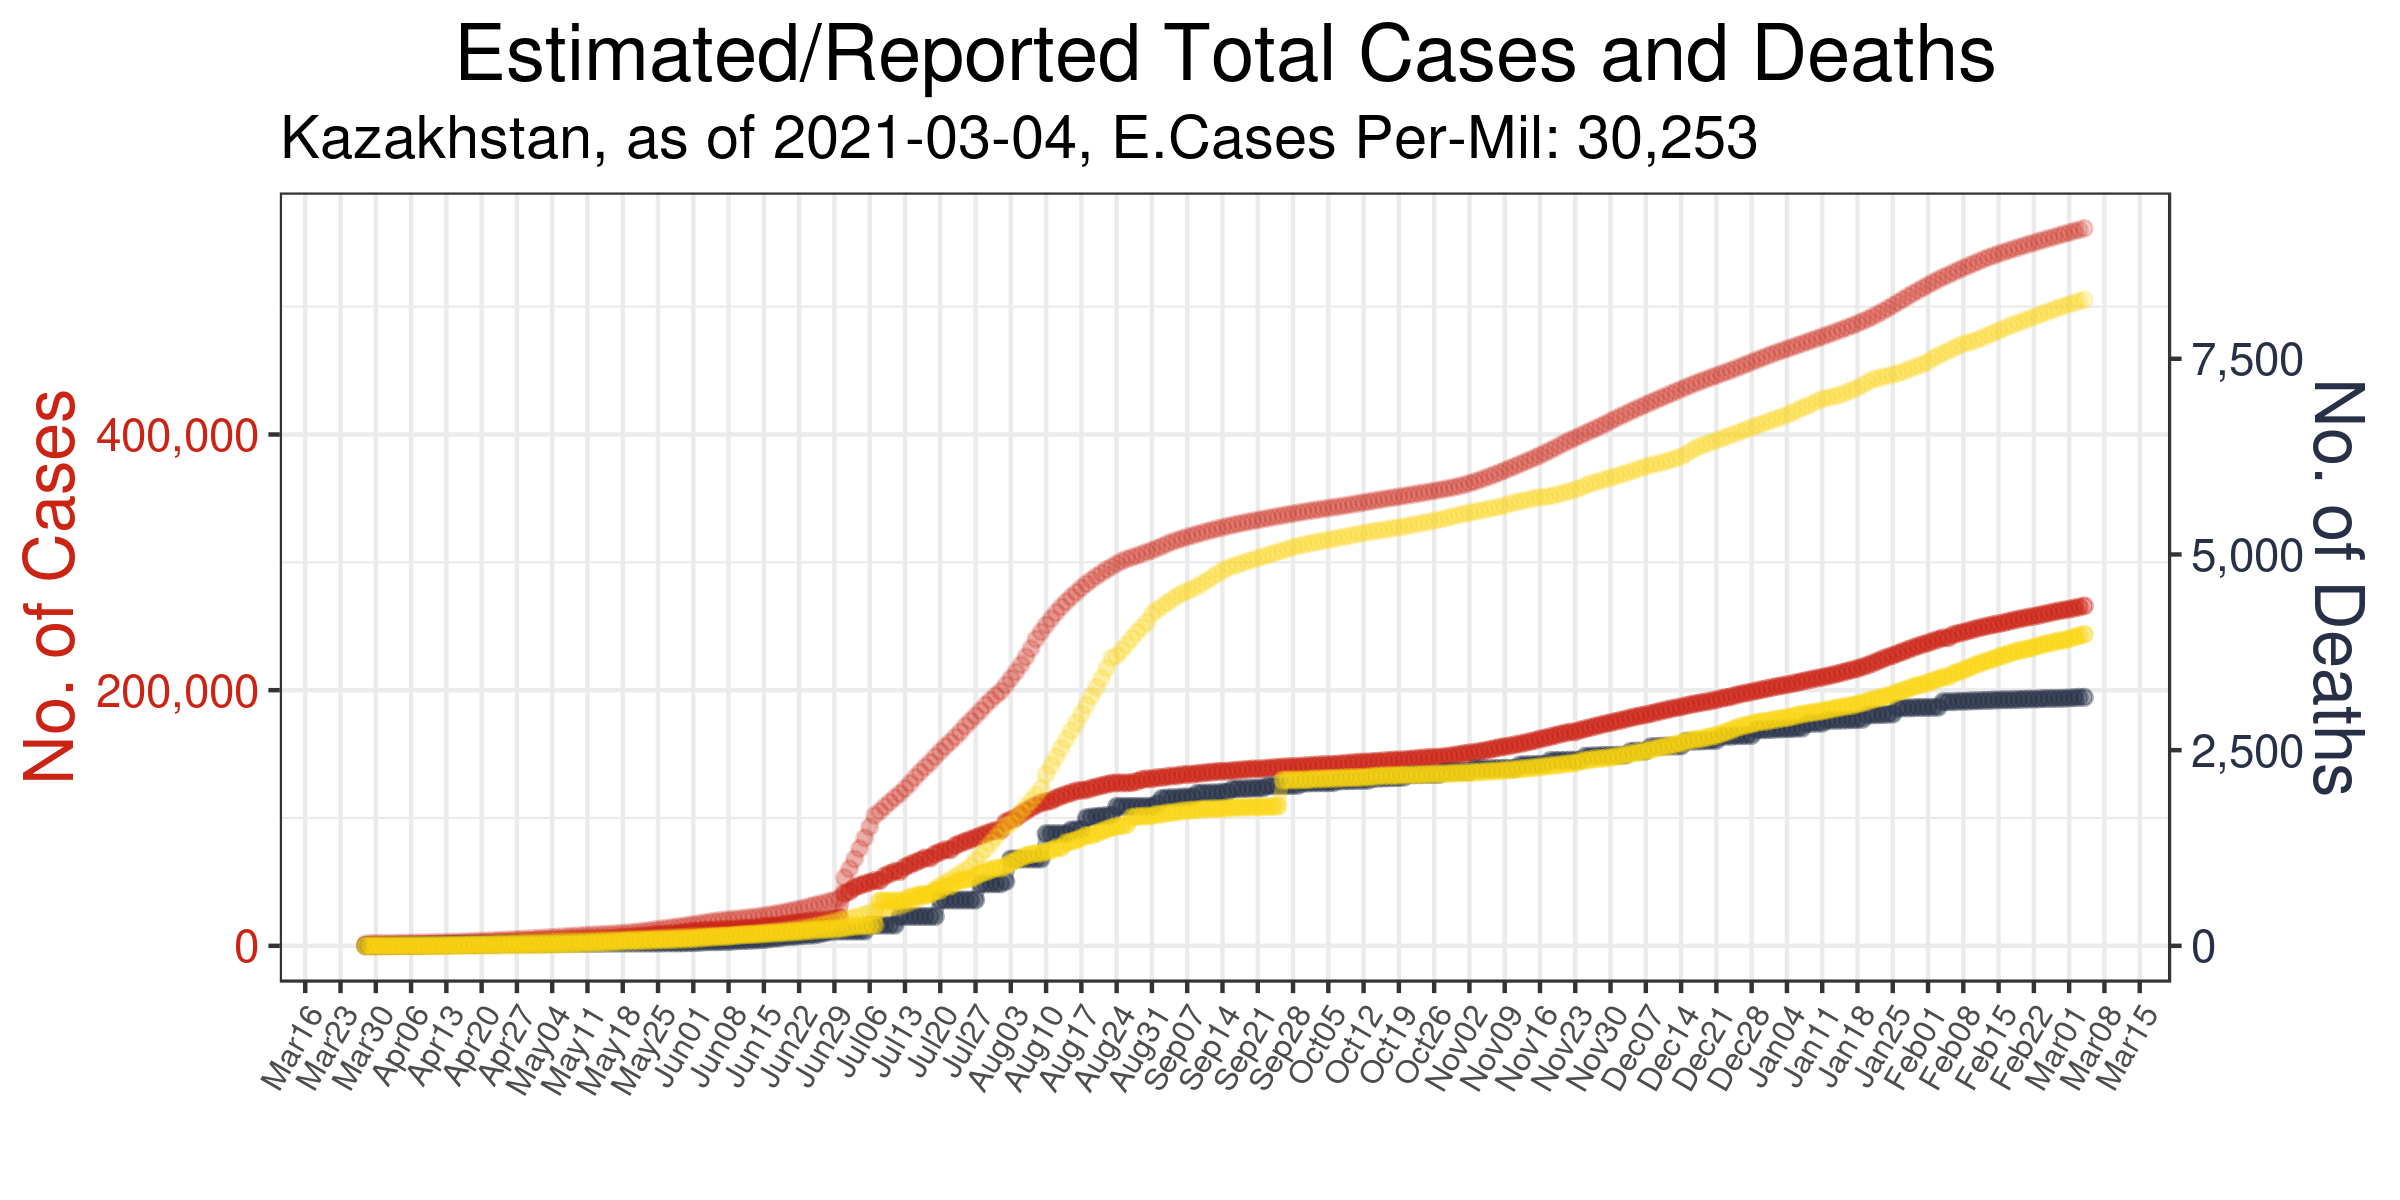 Estimated/Reported Total Cases and Deaths
Kazakhstan, as of 2021-03-04, E.Cases Per-Mil: 30,253
No. of Cases
400,000
200,000
0
7,500
5,000
2,500
0
No. of Deaths
Mar16
Mar23
Mar30
Apr06
Apr13
Apr20
Apr27
May04
May11
May18
May25
Jun01
Jun08
Jun15
Jun22
Jun29
Jul06
Jul13
Jul20
Jul27
Aug03
Aug10
Aug17
Aug24
Aug31
Sep07
Sep14
Sep21
Sep28
Oct05
Oct12
Oct19
Oct26
Nov02
Nov09
Nov16
Nov23
Nov30
Dec07
Dec14
Dec21
Dec28
Jan04
Jan11
Jan18
Jan25
Feb01
Feb08
Feb15
Feb22
Mar01
Mar08
Mar15